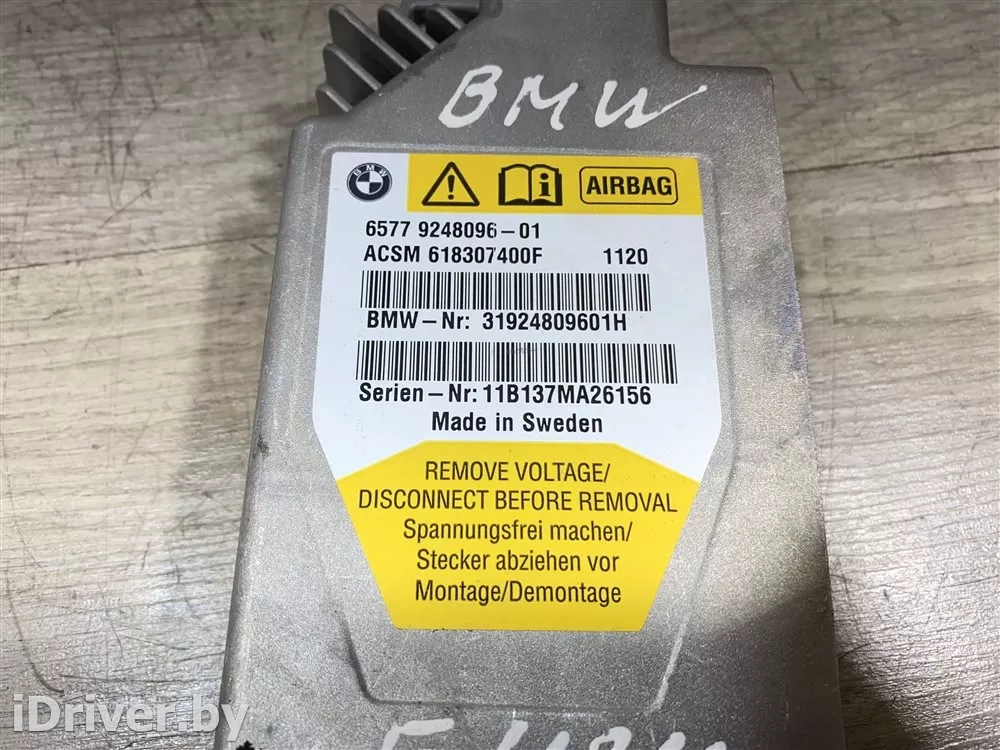 BMW
BMW
AIRBAG
6577 9248096-01
ACSM 618307400F 1120
BMW-Nr: 31924809601H
Serien-Nr: 11B137MA26156
Made in Sweden
REMOVE VOLTAGE/
DISCONNECT BEFORE REMOVAL
Spannungsfrei machen/
Stecker abziehen vor
Montage/Demontage
iDriver.by